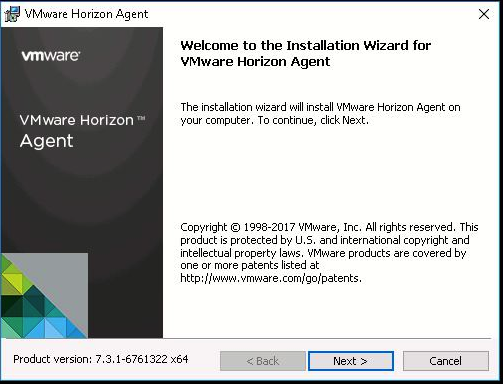 VMware Horizon Agent
Welcome to the Installation Wizard for
VMware Horizon Agent
vmware®
VMware Horizon ™
Agent
The installation wizard will install VMware Horizon Agent on
your computer. To continue, click Next.
Copyright © 1998-2017 VMware, Inc. All rights reserved. This
product is protected by U.S. and international copyright and
intellectual property laws. VMware products are covered by
one or more patents listed at
http://www.vmware.com/go/patents.
Product version: 7.3.1-6761322 x64
< Back
Next >
Cancel